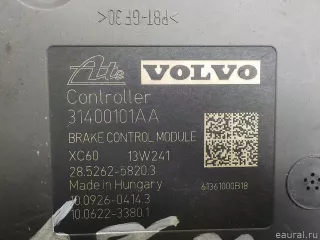 >PBT-GF30<
Ate VOLVO
Controller
31400101AA
BRAKE CONTROL MODULE
XC60 13W241
28.5262-5820.3
Made in Hungary 61361000B18
10.0926-0414.3
10.0622-3380.1
eaural.ru